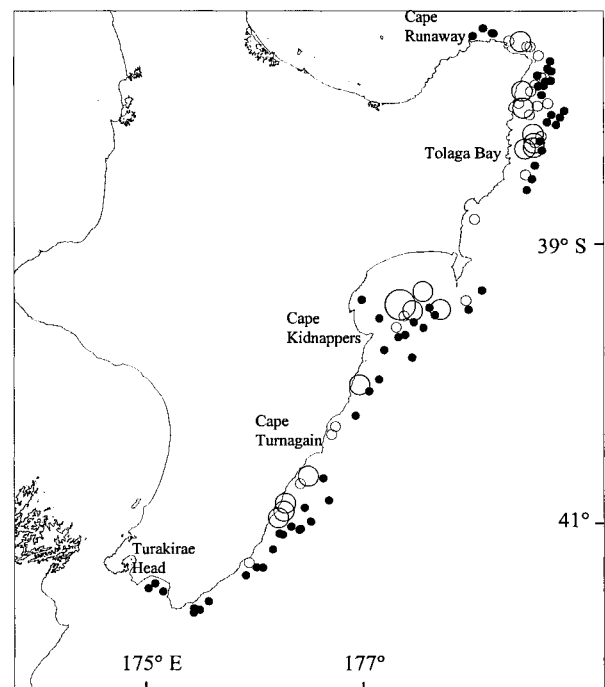 Cape
Runaway
Tolaga Bay
39° S
Cape
Kidnappers
Cape
Turnagain
41°
Turakirae
Head
175° E
177°